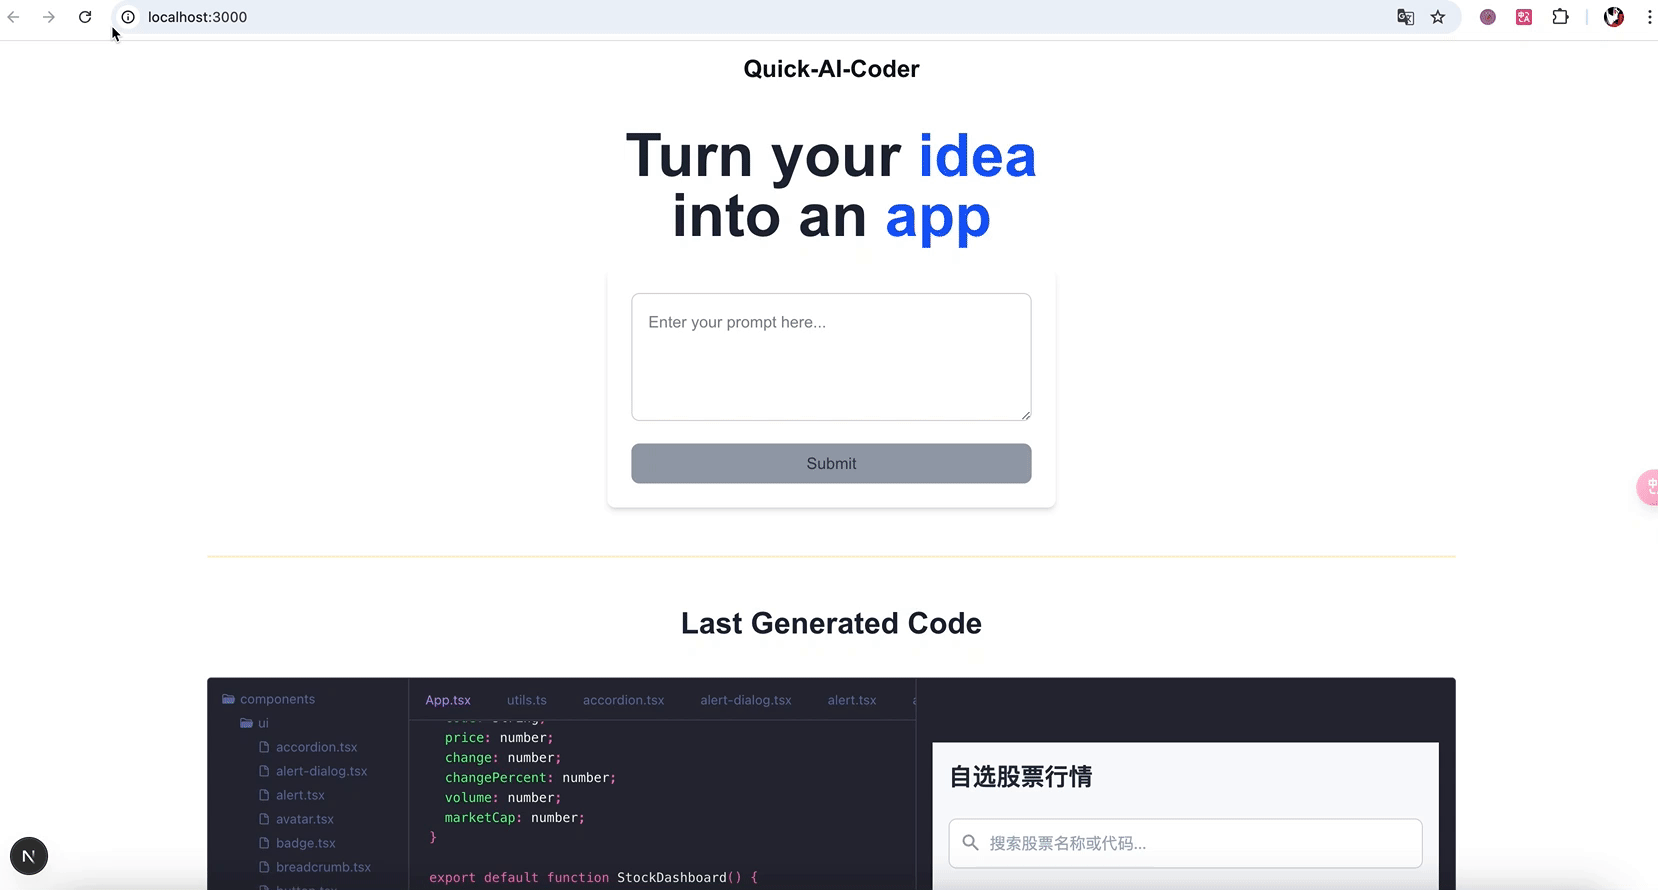 localhost:3000
Quick-AI-Coder
Turn your idea
into an app
Enter your prompt here...
Submit
Last Generated Code
components
ui
accordion.tsx
alert-dialog.tsx
alert.tsx
avatar.tsx
badge.tsx
breadcrumb.tsx
App.tsx utils.ts accordion.tsx alert-dialog.tsx alert.tsx
price: number;
change: number;
changePercent: number;
volume: number;
marketCap: number;
}
export default function StockDashboard() {
自选股票行情
搜索股票名称或代码...
N